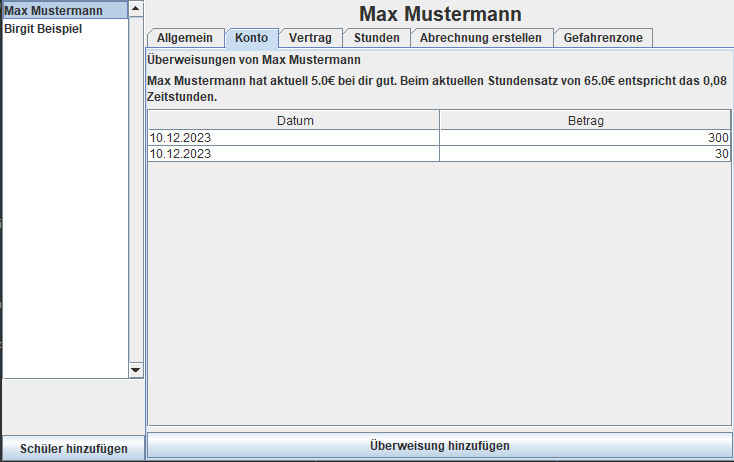 Max Mustermann
Birgit Beispiel
Schüler hinzufügen
Max Mustermann
Allgemein Konto Vertrag Stunden Abrechnung erstellen Gefahrenzone
Überweisungen von Max Mustermann
Max Mustermann hat aktuell 5.0€ bei dir gut. Beim aktuellen Stundensatz von 65.0€ entspricht das 0,08
Zeitstunden.
Datum Betrag
10.12.2023 300
10.12.2023 30
Überweisung hinzufügen